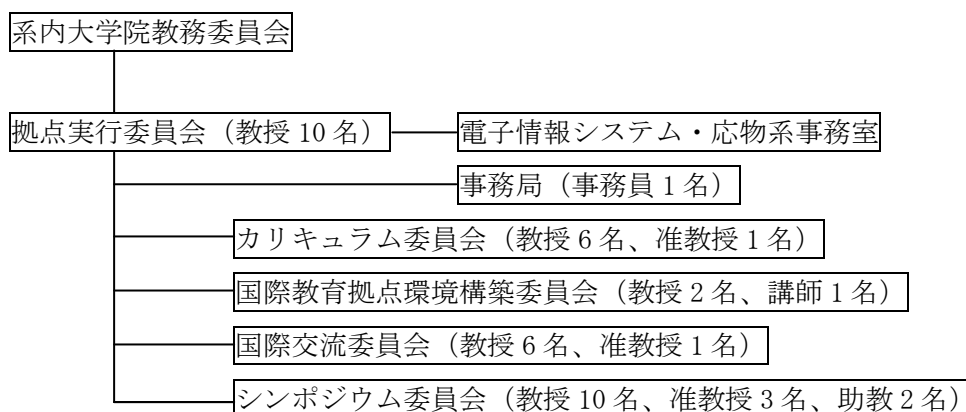 系内大学院教務委員会
拠点実行委員会（教授 10 名）
電子情報システム・応物系事務室
事務局（事務員 1 名）
カリキュラム委員会（教授 6 名、准教授 1 名）
国際教育拠点環境構築委員会（教授 2 名、講師 1 名）
国際交流委員会（教授 6 名、准教授 1 名）
シンポジウム委員会（教授 10 名、准教授 3 名、助教 2 名）